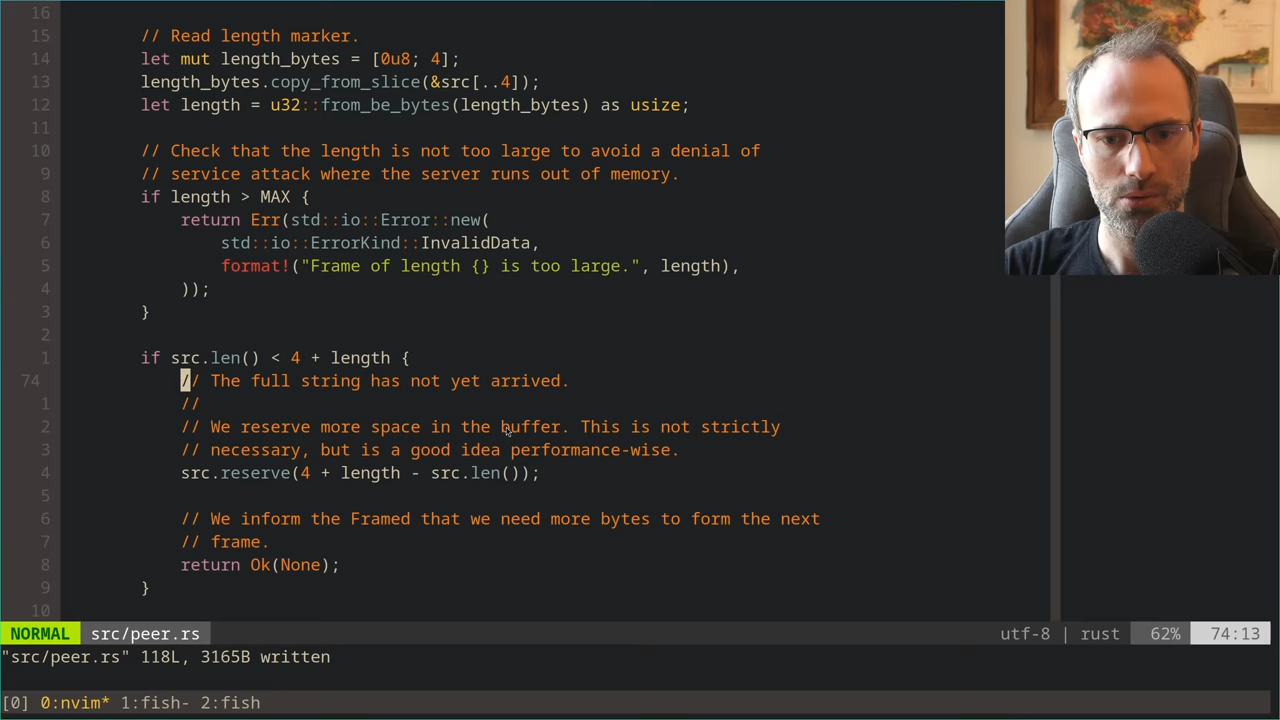 16
15 // Read length marker.
14 let mut length_bytes = [0u8; 4];
13 length_bytes.copy_from_slice(&src[..4]);
12 let length = u32::from_be_bytes(length_bytes) as usize;
11
10 // Check that the length is not too large to avoid a denial of
9 // service attack where the server runs out of memory.
8 if length > MAX {
7 return Err(std::io::Error::new(
6 std::io::ErrorKind::InvalidData,
5 format!("Frame of length {} is too large.", length),
4 ));
3 }
2
1 if src.len() < 4 + length {
74 // The full string has not yet arrived.
1 //
2 // We reserve more space in the buffer. This is not strictly
3 // necessary, but is a good idea performance-wise.
4 src.reserve(4 + length - src.len());
5
6 // We inform the Framed that we need more bytes to form the next
7 // frame.
8 return Ok(None);
9 }
10
NORMAL src/peer.rs utf-8 | rust 62% 74:13
"src/peer.rs" 118L, 3165B written
[0] 0:nvim* 1:fish- 2:fish